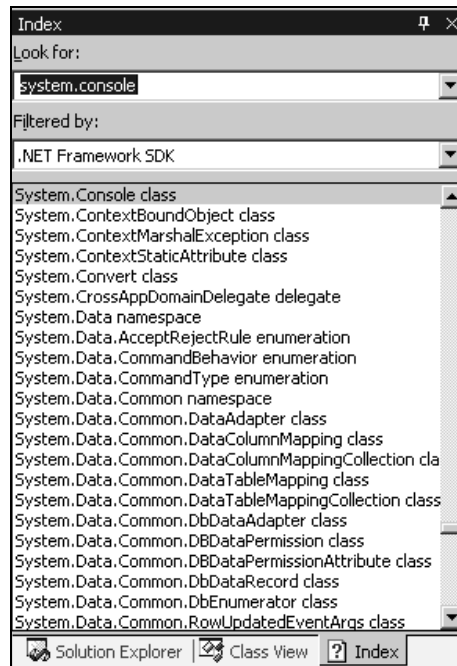 Index
Look for:
system.console
Filtered by:
.NET Framework SDK
System.Console class
System.ContextBoundObject class
System.ContextMarshalException class
System.ContextStaticAttribute class
System.Convert class
System.CrossAppDomainDelegate delegate
System.Data namespace
System.Data.AcceptRejectRule enumeration
System.Data.CommandBehavior enumeration
System.Data.CommandType enumeration
System.Data.Common namespace
System.Data.Common.DataAdapter class
System.Data.Common.DataColumnMapping class
System.Data.Common.DataColumnMappingCollection cla
System.Data.Common.DataTableMapping class
System.Data.Common.DataTableMappingCollection class
System.Data.Common.DbDataAdapter class
System.Data.Common.DBDataPermission class
System.Data.Common.DBDataPermissionAttribute class
System.Data.Common.DbDataRecord class
System.Data.Common.DbEnumerator class
System.Data.Common.RowUpdatedEventArgs class
Solution Explorer Class View ? Index